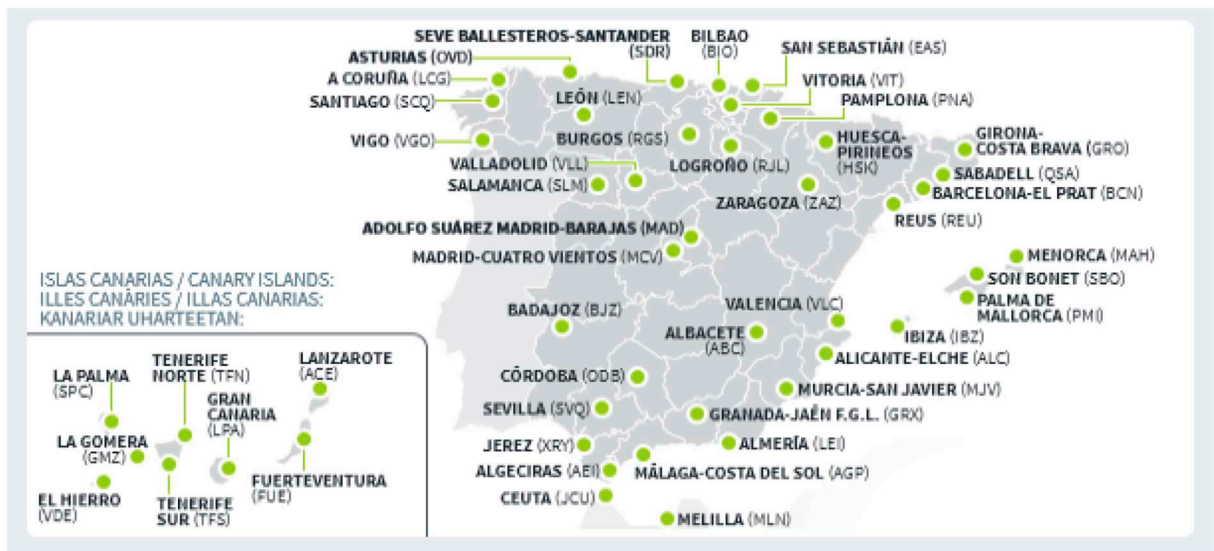 SEVE BALLESTEROS-SANTANDER
(SDR)
BILBAO
(BIO)
SAN SEBASTIÁN (EAS)
ASTURIAS (OVD)
A CORUÑA (LCG)
VITORIA (VIT)
SANTIAGO (SCQ)
LEÓN (LEN)
PAMPLONA (PNA)
VIGO (VGO)
BURGOS (RGS)
HUESCA-
PIRINEOS
(HSK)
GIRONA-
COSTA BRAVA (GRO)
VALLADOLID (VLL)
LOGROÑO (RJL)
SABADELL (QSA)
SALAMANCA (SLM)
BARCELONA-EL PRAT (BCN)
ZARAGOZA (ZAZ)
REUS (REU)
ADOLFO SUÁREZ MADRID-BARAJAS (MAD)
MADRID-CUATRO VIENTOS (MCV)
MENORCA (MAH)
SON BONET (SBO)
PALMA DE
MALLORCA (PMI)
BADAJOZ (BJZ)
VALENCIA (VLC)
ALBACETE
(ABC)
IBIZA (IBZ)
ALICANTE-ELCHE (ALC)
CÓRDOBA (ODB)
MURCIA-SAN JAVIER (MJV)
SEVILLA (SVQ)
GRANADA-JAÉN F.G.L. (GRX)
JEREZ (XRY)
ALMERÍA (LEI)
ALGECIRAS (AEI)
MÁLAGA-COSTA DEL SOL (AGP)
CEUTA (JCU)
MELILLA (MLN)
ISLAS CANARIAS / CANARY ISLANDS:
ILLES CANÀRIES / ILLAS CANARIAS:
KANARIAR UHARTEETAN:
LA PALMA
(SPC)
TENERIFE
NORTE (TFN)
LANZAROTE
(ACE)
GRAN
CANARIA
(LPA)
LA GOMERA
(GMZ)
FUERTEVENTURA
(FUE)
EL HIERRO
(VDE)
TENERIFE
SUR (TFS)